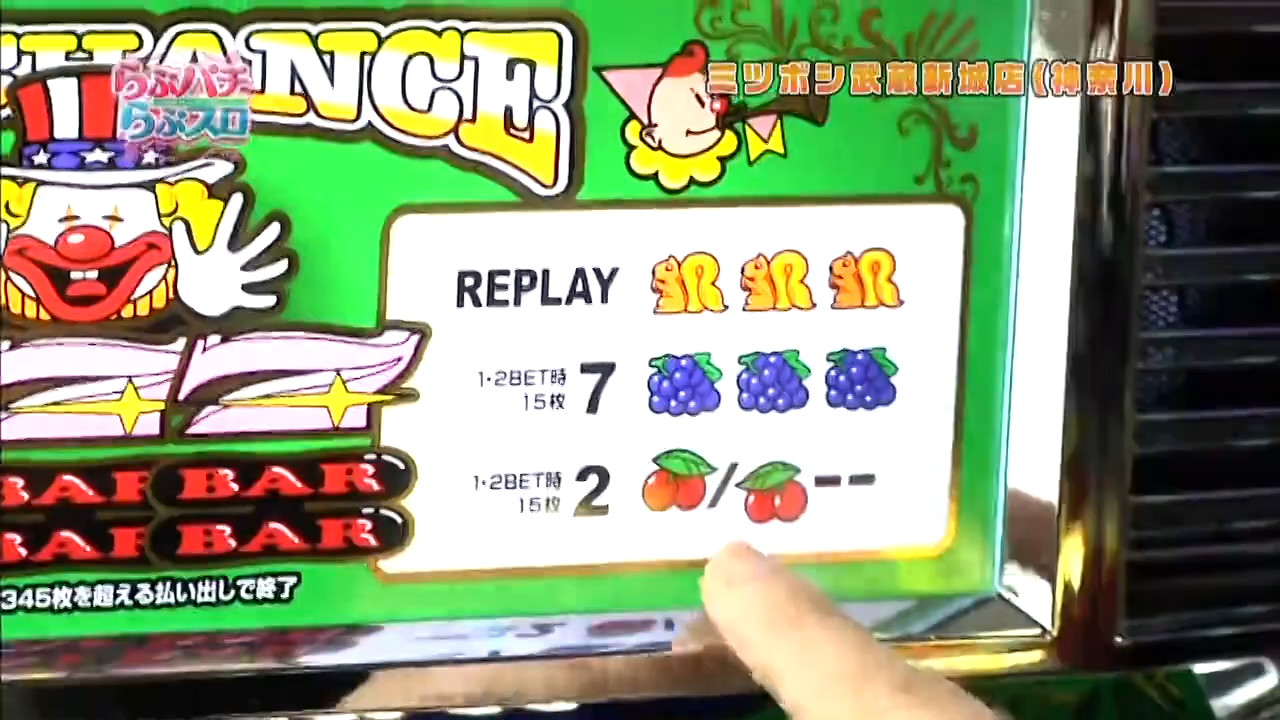 CHANCE
らぶパチ
らぶスロ
ミツボシ武蔵新城店(神奈川)
REPLAY
1・2BET時
15枚
7
1・2BET時
15枚
2
/
--
BAR BAR
BAR BAR
345枚を超える払い出しで終了